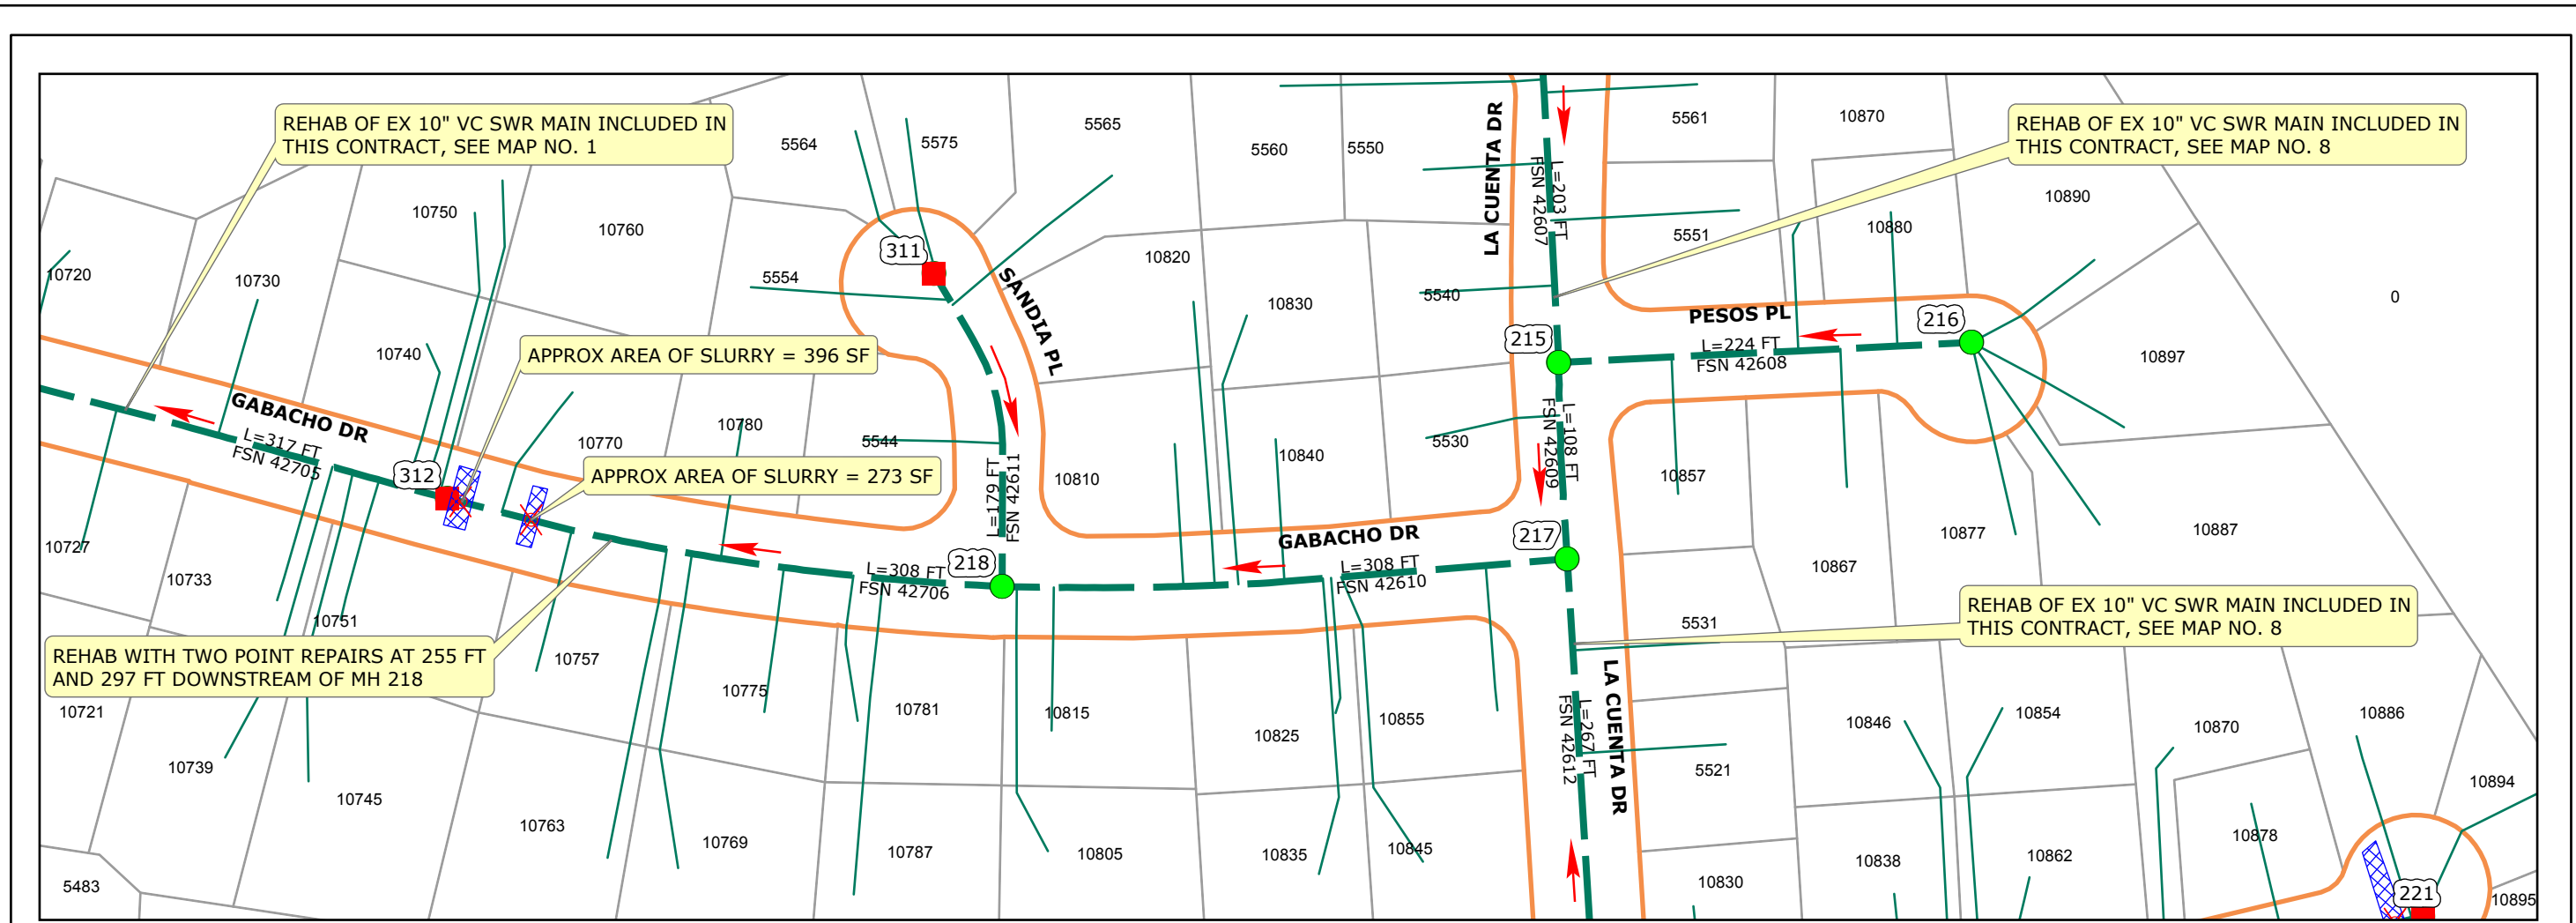 REHAB OF EX 10" VC SWR MAIN INCLUDED IN
THIS CONTRACT, SEE MAP NO. 1
REHAB OF EX 10" VC SWR MAIN INCLUDED IN
THIS CONTRACT, SEE MAP NO. 8
5564
5575
5565
5560
5550
LA CUENTA DR
L=203 FT
FSN 42607
5561
10870
10890
10750
10760
10720
10730
5554
311
SANDIA PL
10820
10830
5551
10880
5540
0
10740
APPROX AREA OF SLURRY = 396 SF
215
PESOS PL
L=224 FT
FSN 42608
216
10897
GABACHO DR
L=317 FT
FSN 42705
312
10770
10780
5544
APPROX AREA OF SLURRY = 273 SF
L=179 FT
FSN 42611
10810
10840
5530
L=108 FT
FSN 42609
10857
10877
10887
10727
10733
218
L=308 FT
FSN 42706
GABACHO DR
L=308 FT
FSN 42610
217
10867
10751
5531
REHAB OF EX 10" VC SWR MAIN INCLUDED IN
THIS CONTRACT, SEE MAP NO. 8
REHAB WITH TWO POINT REPAIRS AT 255 FT
AND 297 FT DOWNSTREAM OF MH 218
10757
10775
10781
10815
10825
10855
L=267 FT
FSN 42612
LA CUENTA DR
10846
10854
10870
10886
10721
10739
10745
5521
10894
10763
10769
10787
10805
10835
10845
10838
10862
10878
5483
10830
221
10895